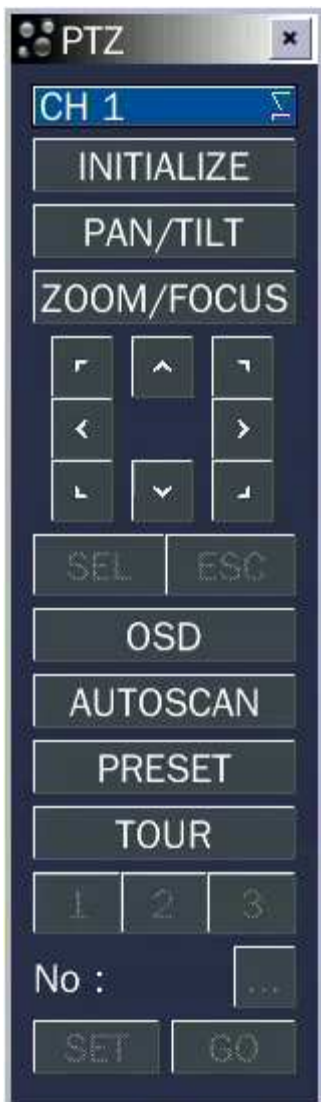 PTZ
CH 1
INITIALIZE
PAN/TILT
ZOOM/FOCUS
SEL ESC
OSD
AUTOSCAN
PRESET
TOUR
1 2 3
No : ...
SET GO